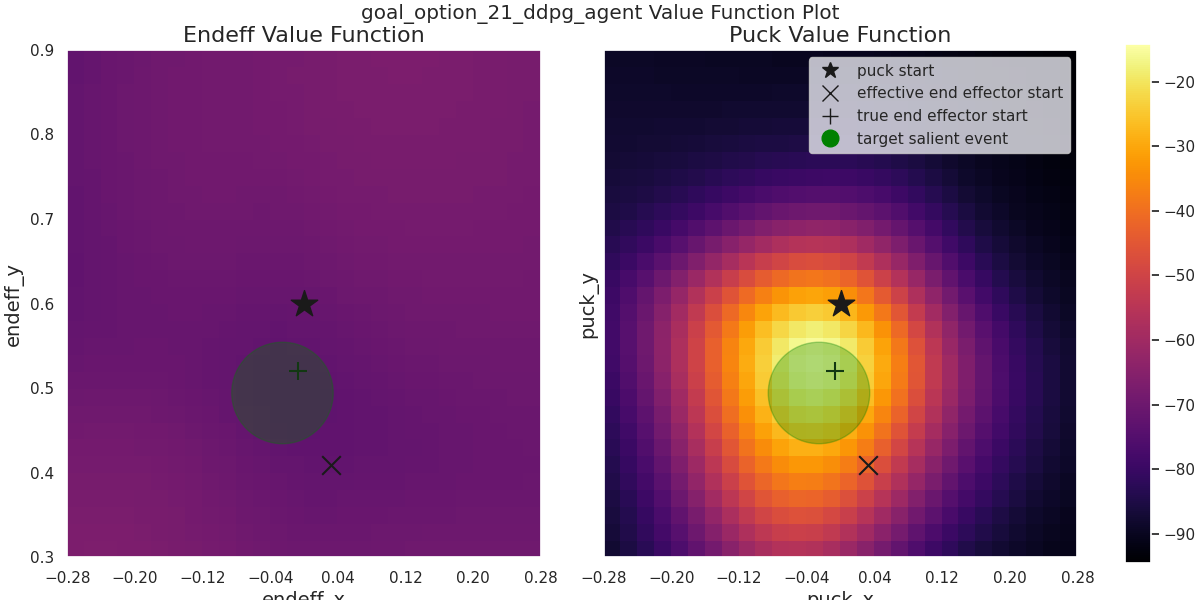 goal_option_21_ddpg_agent Value Function Plot
Endeff Value Function
Puck Value Function
endeff_y
0.9
0.8
0.7
0.6
0.5
0.4
0.3
−0.28 −0.20 −0.12 −0.04 0.04 0.12 0.20 0.28
endeff_x
puck_y
puck start
effective end effector start
true end effector start
target salient event
−0.28 −0.20 −0.12 −0.04 0.04 0.12 0.20 0.28
puck_x
−20
−30
−40
−50
−60
−70
−80
−90